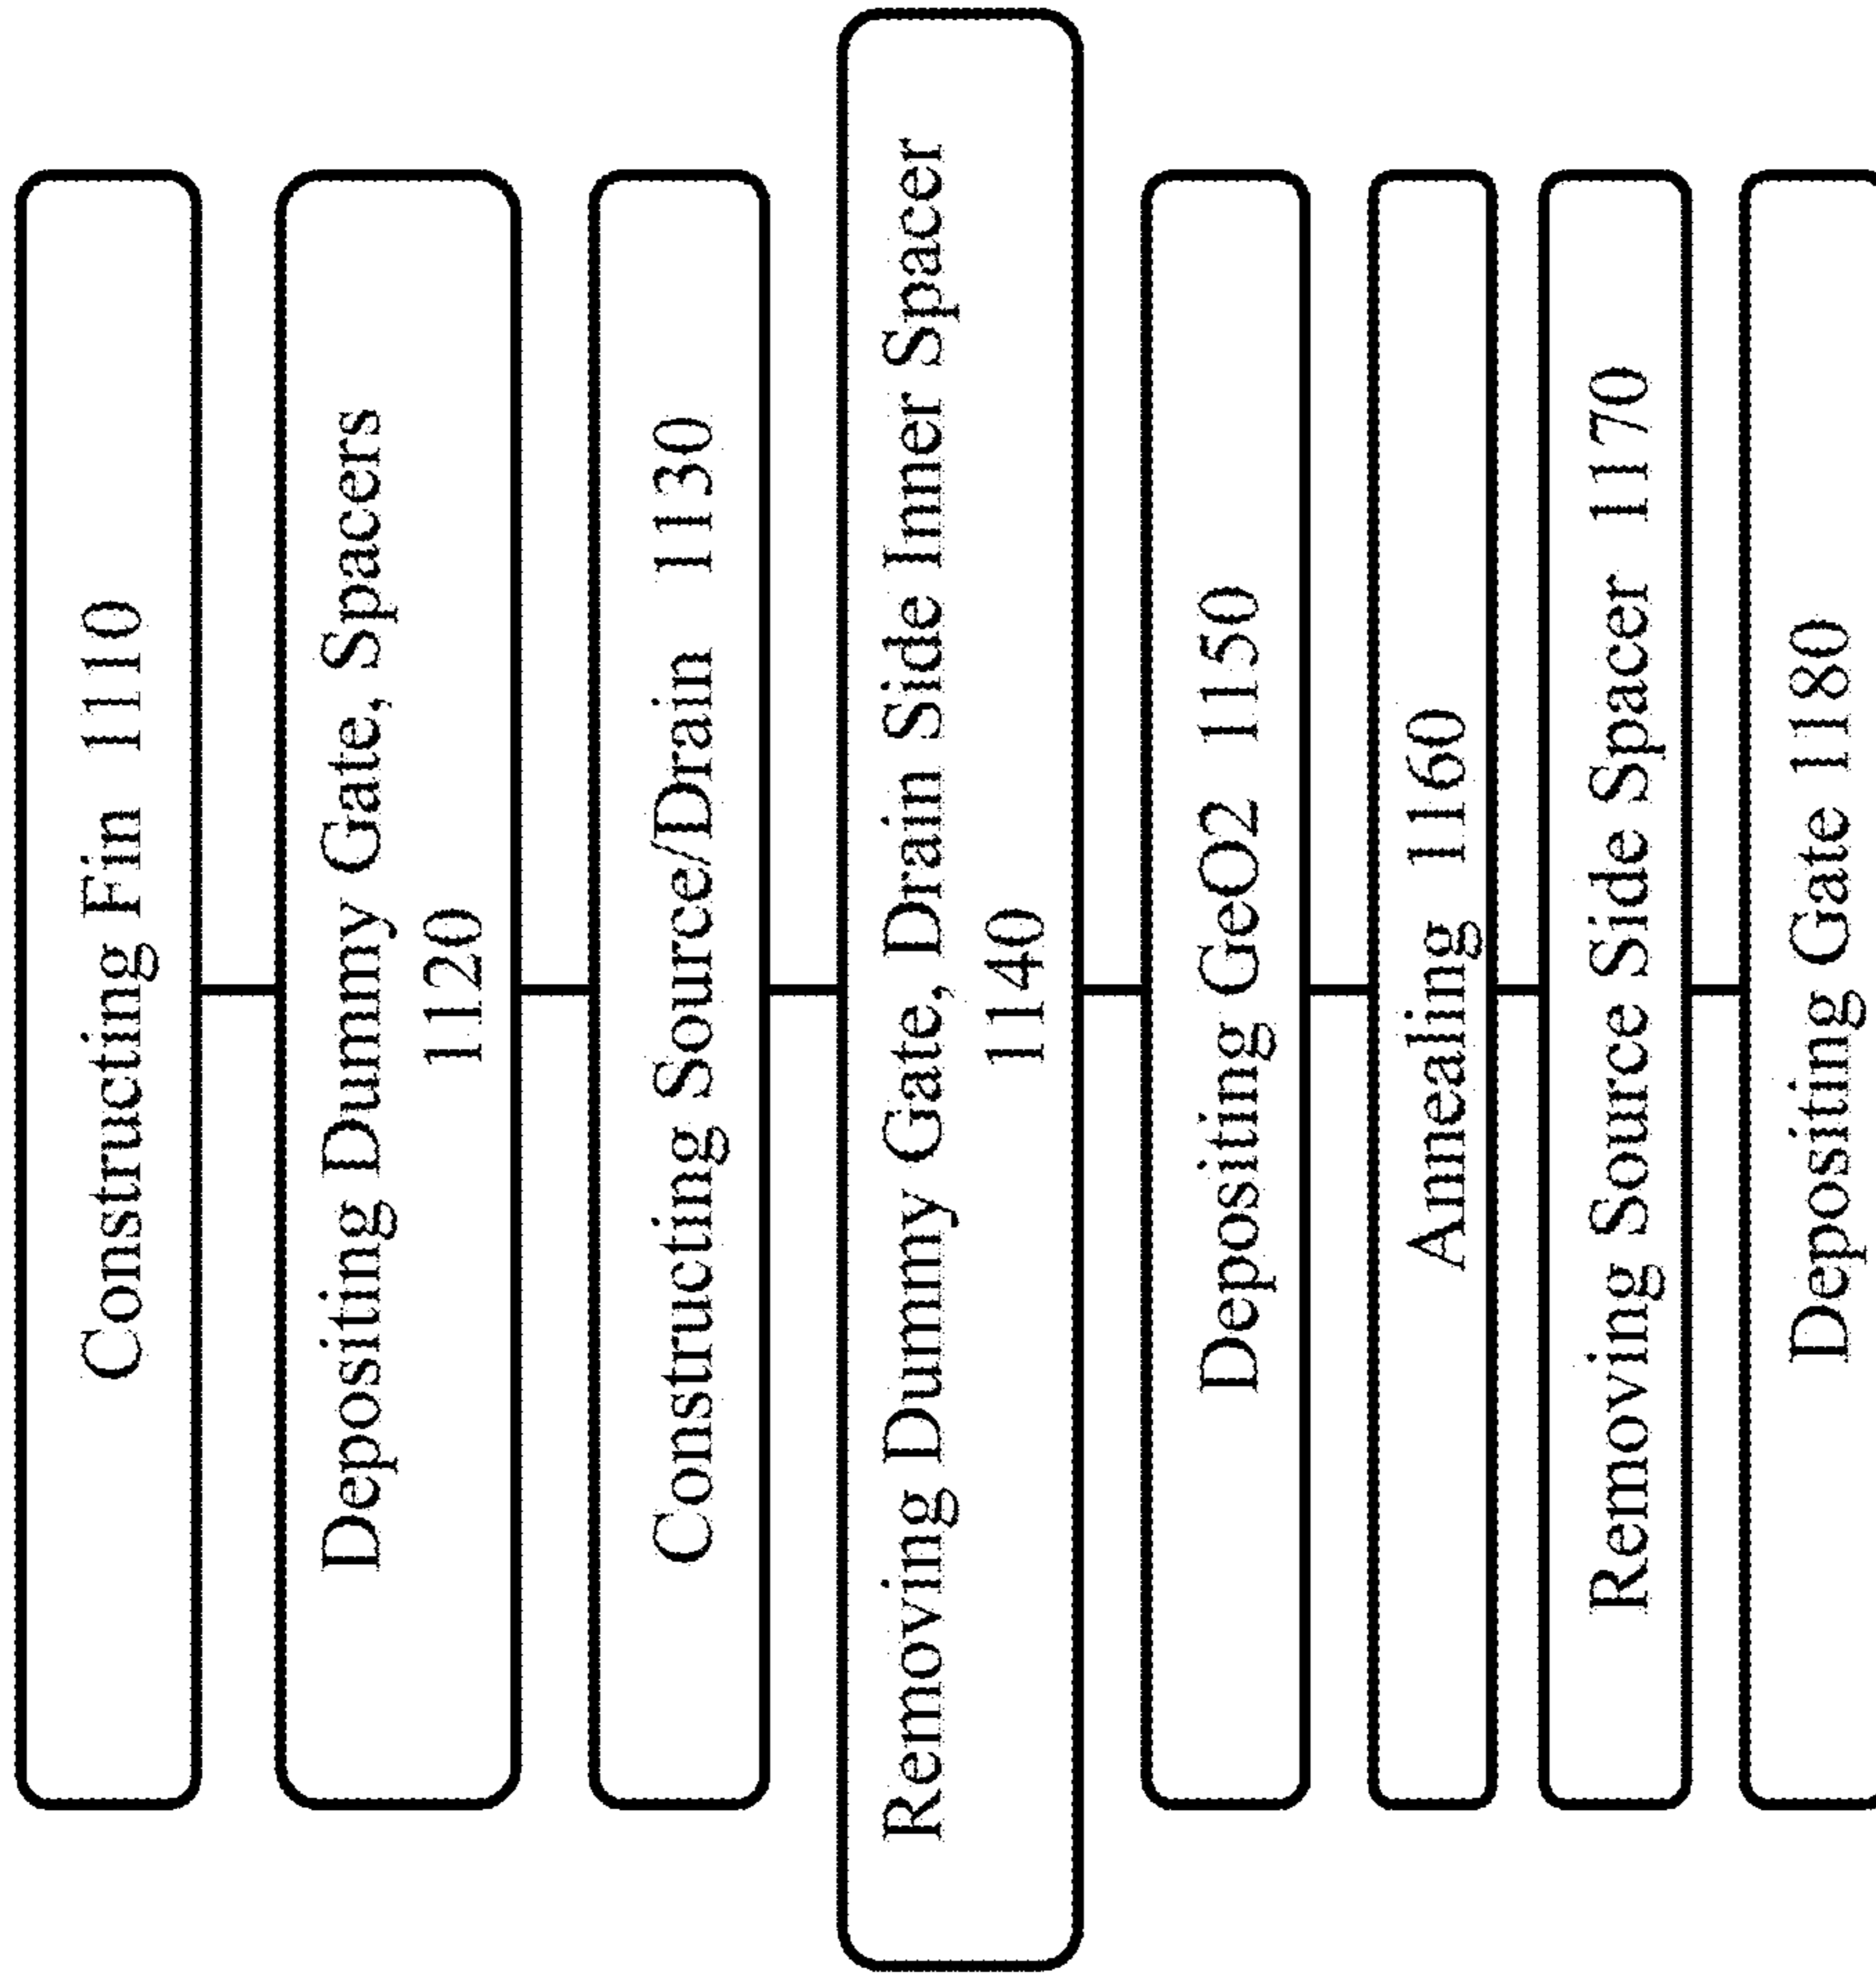 Constructing Fin 1110
Depositing Dummy Gate, Spacers
1120
Constructing Source/Drain 1130
Removing Dummy Gate, Drain Side Inner Spacer
1140
Depositing GeO2 1150
Annealing 1160
Removing Source Side Spacer 1170
Depositing Gate 1180